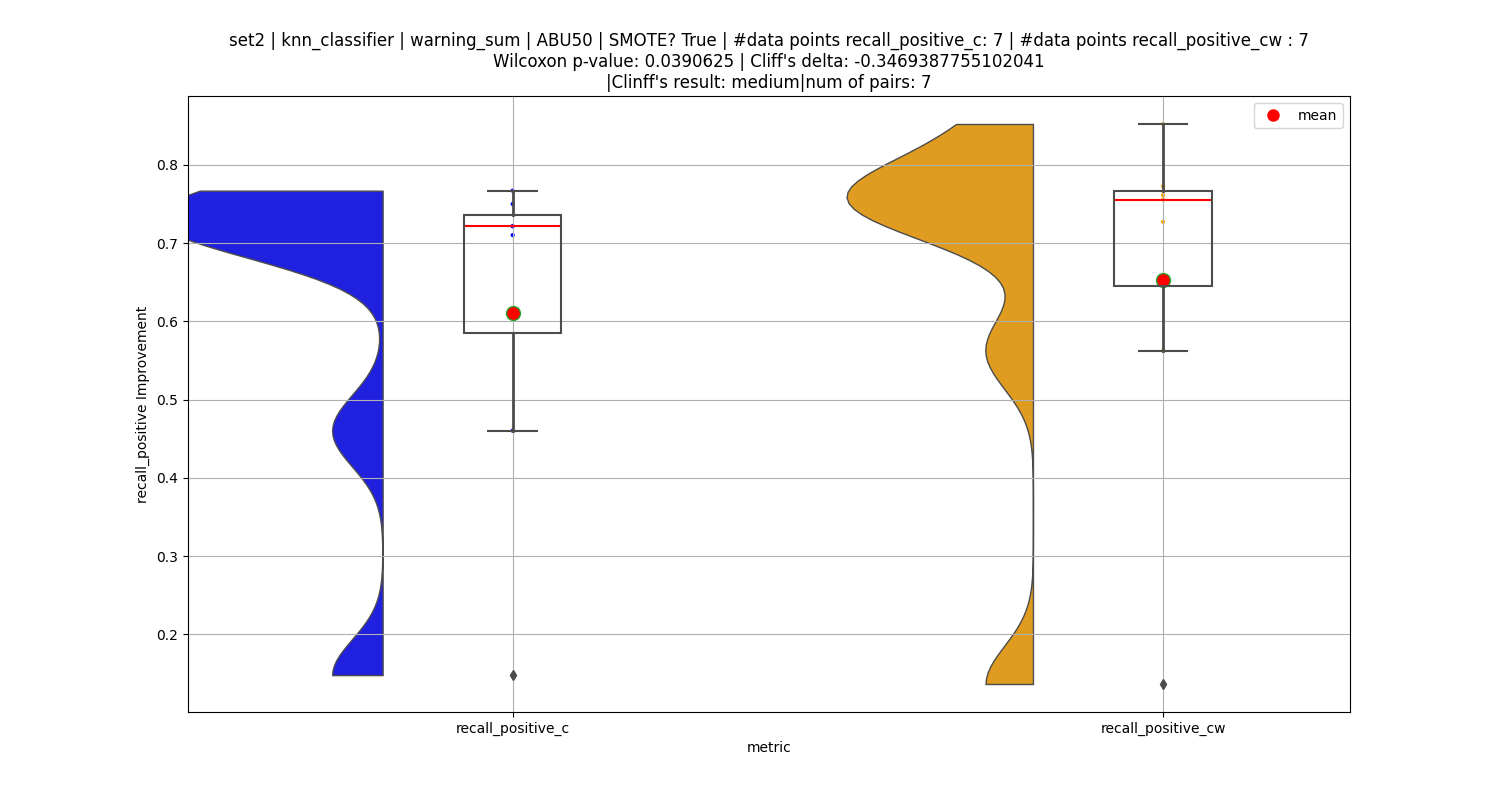 set2 | knn_classifier | warning_sum | ABU50 | SMOTE? True | #data points recall_positive_c: 7 | #data points recall_positive_cw : 7
Wilcoxon p-value: 0.0390625 | Cliff's delta: -0.3469387755102041
|Clinff's result: medium|num of pairs: 7
mean
0.8
0.7
0.6
0.5
0.4
0.3
0.2
recall_positive Improvement
recall_positive_c
recall_positive_cw
metric